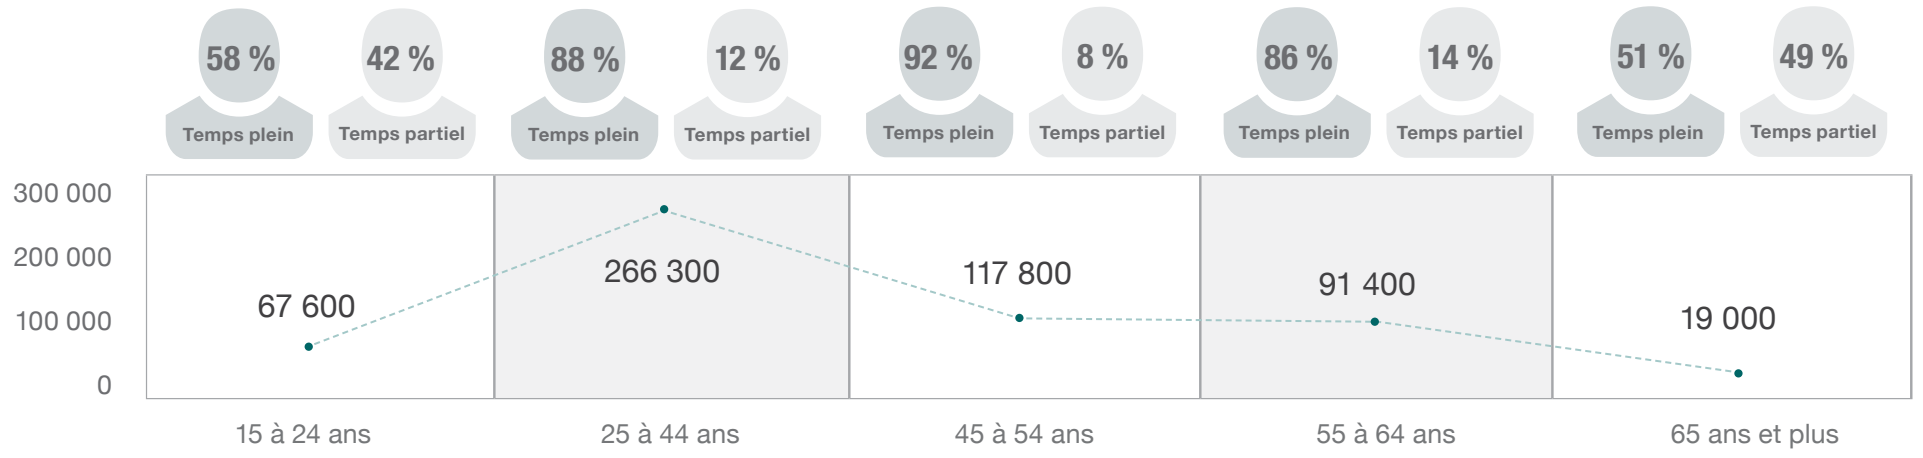 58 % 42 % 88 % 12 % 92 % 8 % 86 % 14 % 51 % 49 %
Temps plein Temps partiel Temps plein Temps partiel Temps plein Temps partiel Temps plein Temps partiel Temps plein Temps partiel
300 000
200 000
100 000
0
67 600
266 300
117 800
91 400
19 000
15 à 24 ans
25 à 44 ans
45 à 54 ans
55 à 64 ans
65 ans et plus